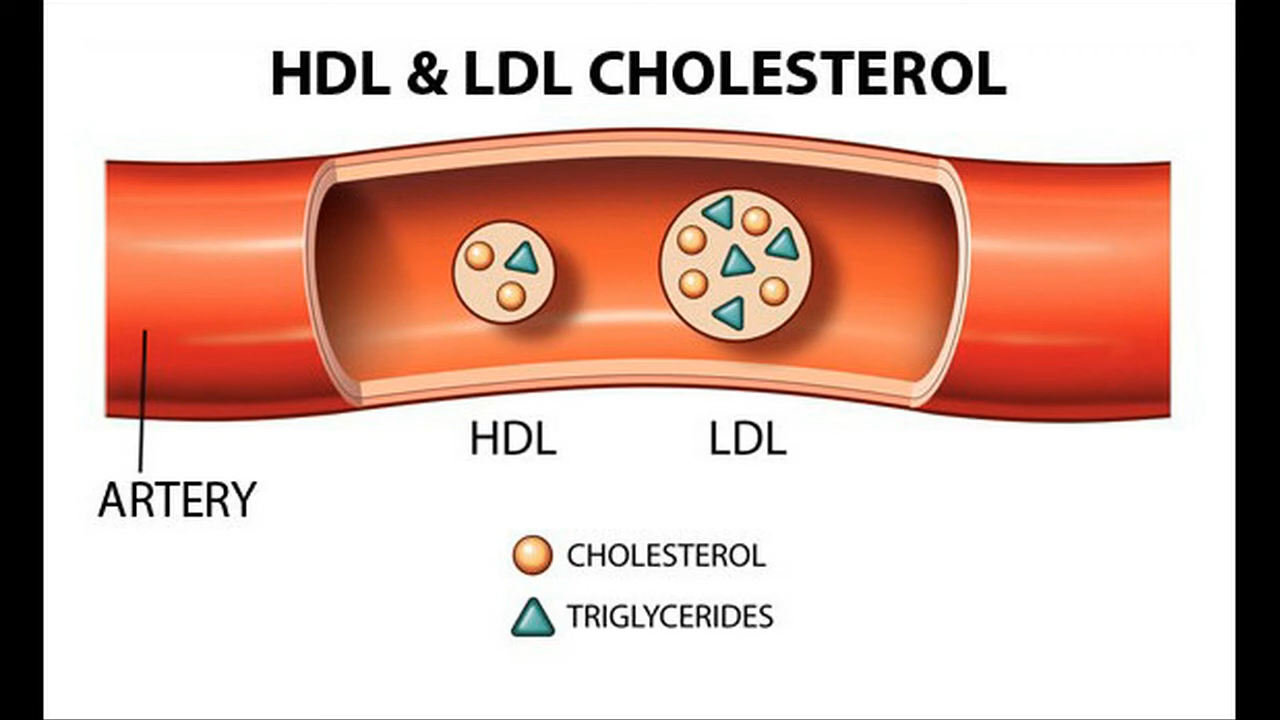 HDL & LDL CHOLESTEROL
HDL
LDL
ARTERY
CHOLESTEROL
TRIGLYCERIDES